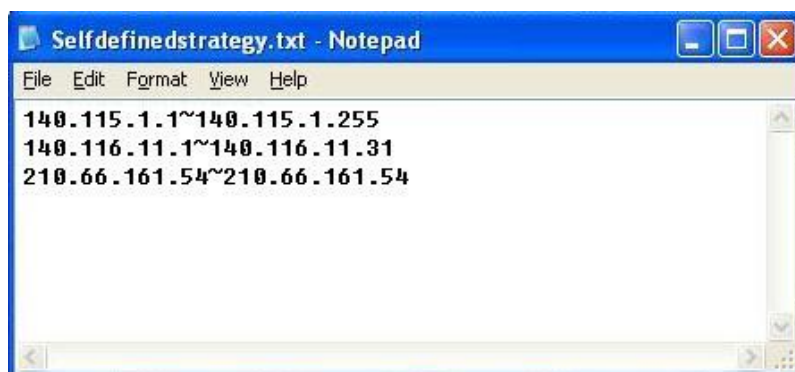 Selfdefinedstrategy.txt - Notepad
File Edit Format View Help
140.115.1.1~140.115.1.255
140.116.11.1~140.116.11.31
210.66.161.54~210.66.161.54